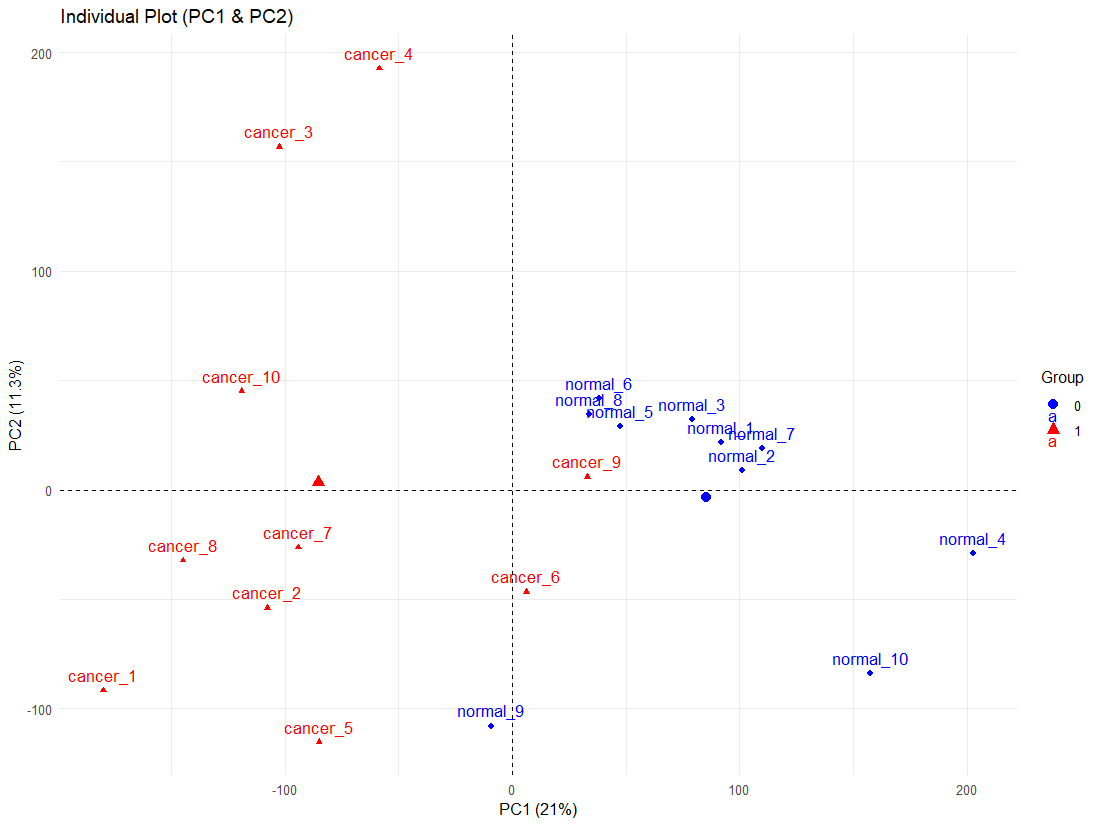 Individual Plot (PC1 & PC2)
200
cancer_4
cancer_3
100
cancer_10
normal_6
normal_8
normal_5
normal_3
normal_1
normal_7
normal_2
cancer_9
0
cancer_7
cancer_8
cancer_2
cancer_6
normal_4
normal_10
cancer_1
normal_9
cancer_5
-100
PC2 (11.3%)
-100
0
100
200
PC1 (21%)
Group
0
a
1
a